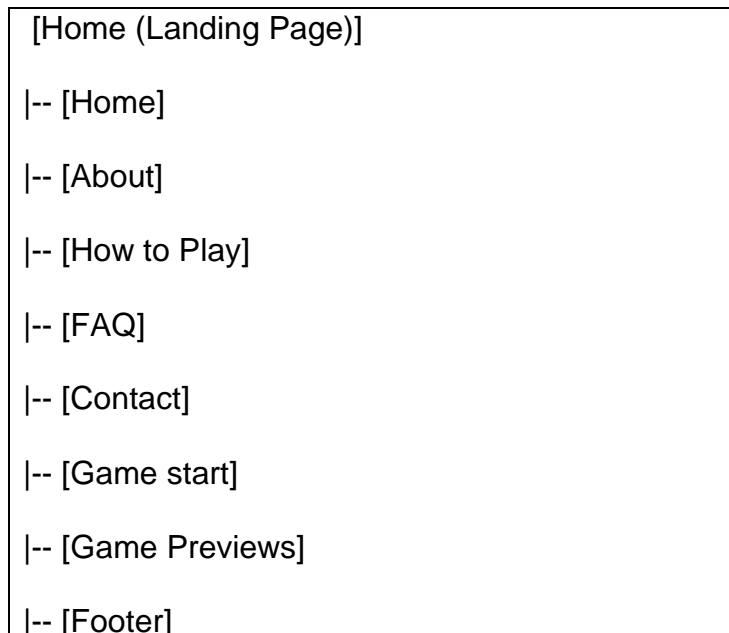 [Home (Landing Page)]
|-- [Home]
|-- [About]
|-- [How to Play]
|-- [FAQ]
|-- [Contact]
|-- [Game start]
|-- [Game Previews]
|-- [Footer]